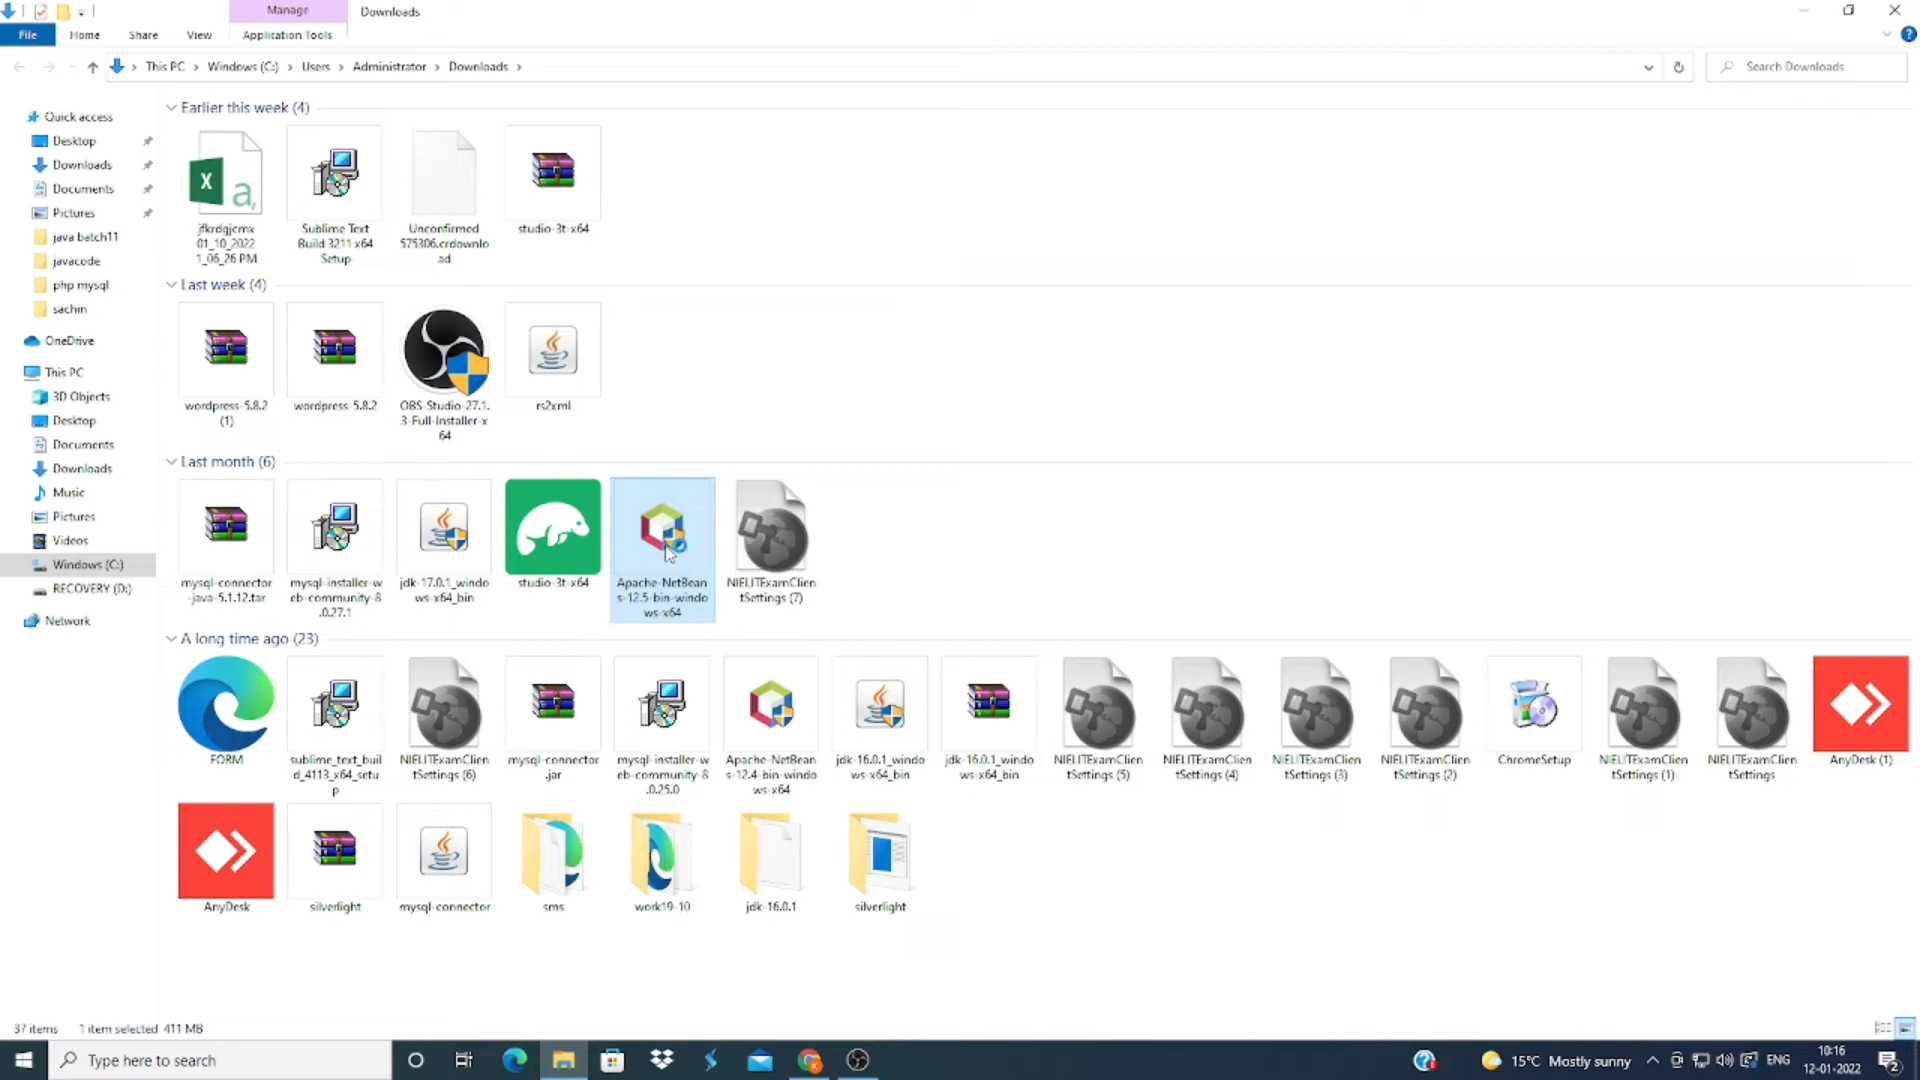 Manage
Downloads
File
Home
Share
View
Application Tools
This PC
Windows (C:)
Users
Administrator
Downloads
Search Downloads
Quick access
Desktop
Downloads
Documents
Pictures
java batch11
javacode
php mysql
sachin
OneDrive
This PC
3D Objects
Desktop
Documents
Downloads
Music
Pictures
Videos
Windows (C:)
RECOVERY (D:)
Network
Earlier this week (4)
jfkrdqjcmx
01_10_2022
1_06_26 PM
Sublime Text
Build 3211 x64
Setup
Unconfirmed
575306.crdownlo
ad
studio-3t-x64
Last week (4)
wordpress-5.8.2
(1)
wordpress-5.8.2
OBS-Studio-27.1.
3-Full-Installer-x
64
rs2xml
Last month (6)
mysql-connector
-java-5.1.12.tar
mysql-installer-w
eb-community-8
.0.27.1
jdk-17.0.1_windo
ws-x64_bin
studio-3t-x64
Apache-NetBean
s-12.5-bin-windo
ws-x64
NIELITExamClien
tSettings (7)
A long time ago (23)
FORM
sublime_text_buil
d_4113_x64_setu
p
NIELITExamClien
tSettings (6)
mysql-connector
.jar
mysql-installer-w
eb-community-8
.0.25.0
Apache-NetBean
s-12.4-bin-windo
ws-x64
jdk-16.0.1_windo
ws-x64_bin
jdk-16.0.1_windo
ws-x64_bin
NIELITExamClien
tSettings (5)
NIELITExamClien
tSettings (4)
NIELITExamClien
tSettings (3)
NIELITExamClien
tSettings (2)
ChromeSetup
NIELITExamClien
tSettings (1)
NIELITExamClien
tSettings
AnyDesk (1)
AnyDesk
silverlight
mysql-connector
sms
work19-10
jdk-16.0.1
silverlight
37 items
1 item selected 411 MB
Type here to search
15°C Mostly sunny
ENG
10:16
12-01-2022
2